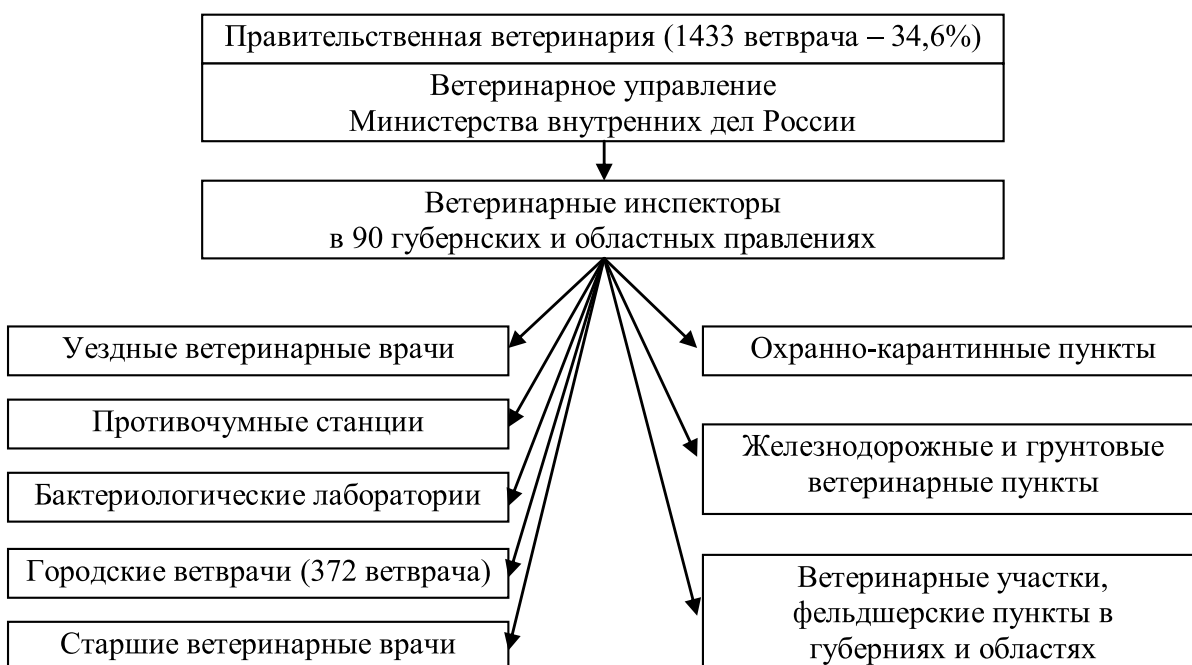 Правительственная ветеринария (1433 ветврача – 34,6%)
Ветеринарное управление
Министерства внутренних дел России
Ветеринарные инспекторы
в 90 губернских и областных правлениях
Уездные ветеринарные врачи
Противочумные станции
Бактериологические лаборатории
Городские ветврачи (372 ветврача)
Старшие ветеринарные врачи
Охранно-карантинные пункты
Железнодорожные и грунтовые
ветеринарные пункты
Ветеринарные участки,
фельдшерские пункты в
губерниях и областях